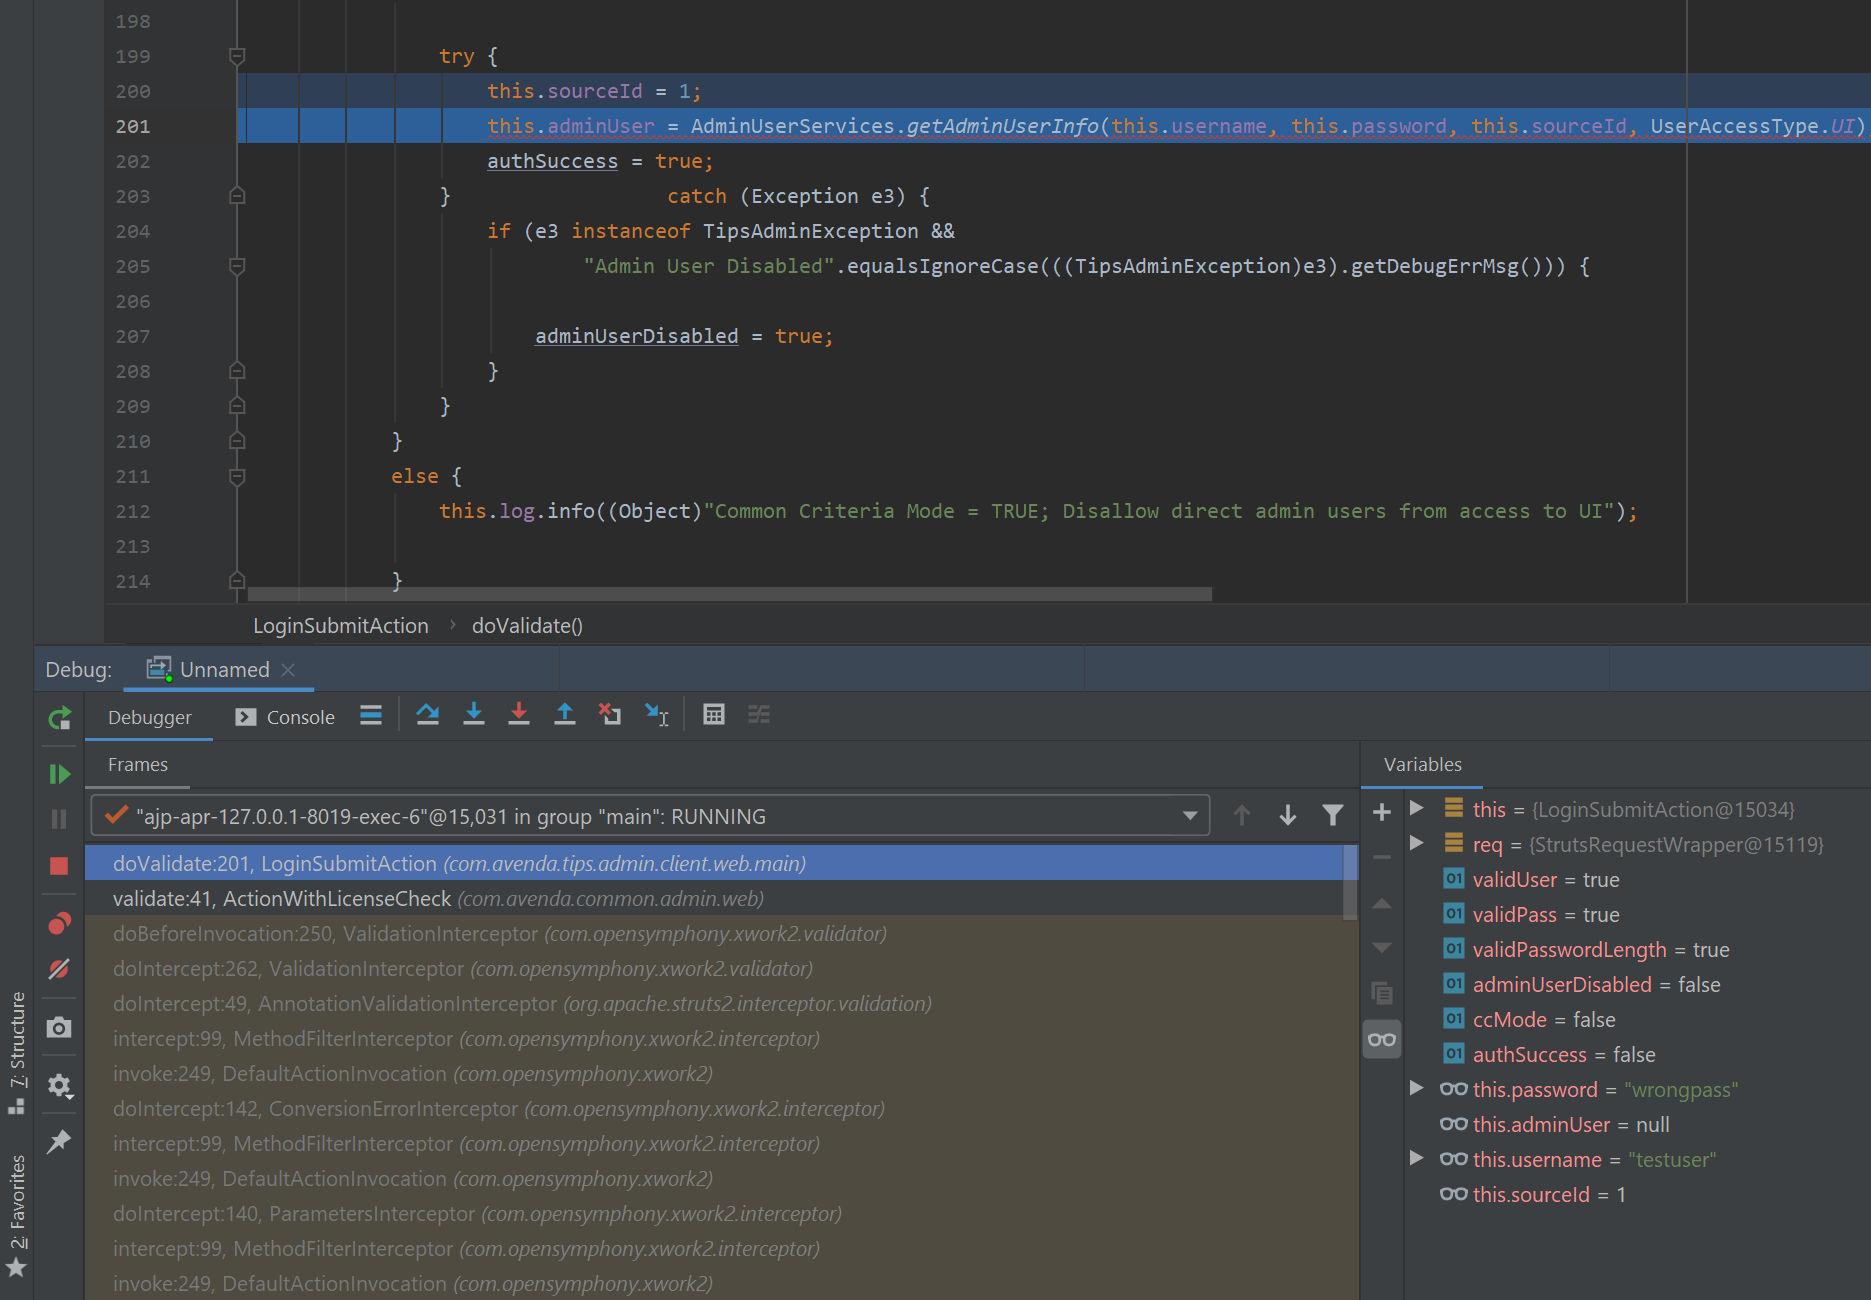 198
199 try {
200 this.sourceId = 1;
201 this.adminUser = AdminUserServices.getAdminUserInfo(this.username, this.password, this.sourceId, UserAccessType.UI)
202 authSuccess = true;
203 } catch (Exception e3) {
204 if (e3 instanceof TipsAdminException &&
205 "Admin User Disabled".equalsIgnoreCase(((TipsAdminException)e3).getDebugErrMsg())) {
206
207 adminUserDisabled = true;
208 }
209 }
210 }
211 else {
212 this.log.info((Object)"Common Criteria Mode = TRUE; Disallow direct admin users from access to UI");
213
214 }
LoginSubmitAction › doValidate()
Debug: Unnamed
Debugger Console
Frames
"ajp-apr-127.0.0.1-8019-exec-6"@15,031 in group "main": RUNNING
doValidate:201, LoginSubmitAction (com.avenda.tips.admin.client.web.main)
validate:41, ActionWithLicenseCheck (com.avenda.common.admin.web)
doBeforeInvocation:250, ValidationInterceptor (com.opensymphony.xwork2.validator)
doIntercept:262, ValidationInterceptor (com.opensymphony.xwork2.validator)
doIntercept:49, AnnotationValidationInterceptor (org.apache.struts2.interceptor.validation)
intercept:99, MethodFilterInterceptor (com.opensymphony.xwork2.interceptor)
invoke:249, DefaultActionInvocation (com.opensymphony.xwork2)
doIntercept:142, ConversionErrorInterceptor (com.opensymphony.xwork2.interceptor)
intercept:99, MethodFilterInterceptor (com.opensymphony.xwork2.interceptor)
invoke:249, DefaultActionInvocation (com.opensymphony.xwork2)
doIntercept:140, ParametersInterceptor (com.opensymphony.xwork2.interceptor)
intercept:99, MethodFilterInterceptor (com.opensymphony.xwork2.interceptor)
invoke:249, DefaultActionInvocation (com.opensymphony.xwork2)
Variables
this = {LoginSubmitAction@15034}
req = {StrutsRequestWrapper@15119}
01 validUser = true
01 validPass = true
01 validPasswordLength = true
01 adminUserDisabled = false
01 ccMode = false
01 authSuccess = false
this.password = "wrongpass"
this.adminUser = null
this.username = "testuser"
this.sourceId = 1
7: Structure
2: Favorites